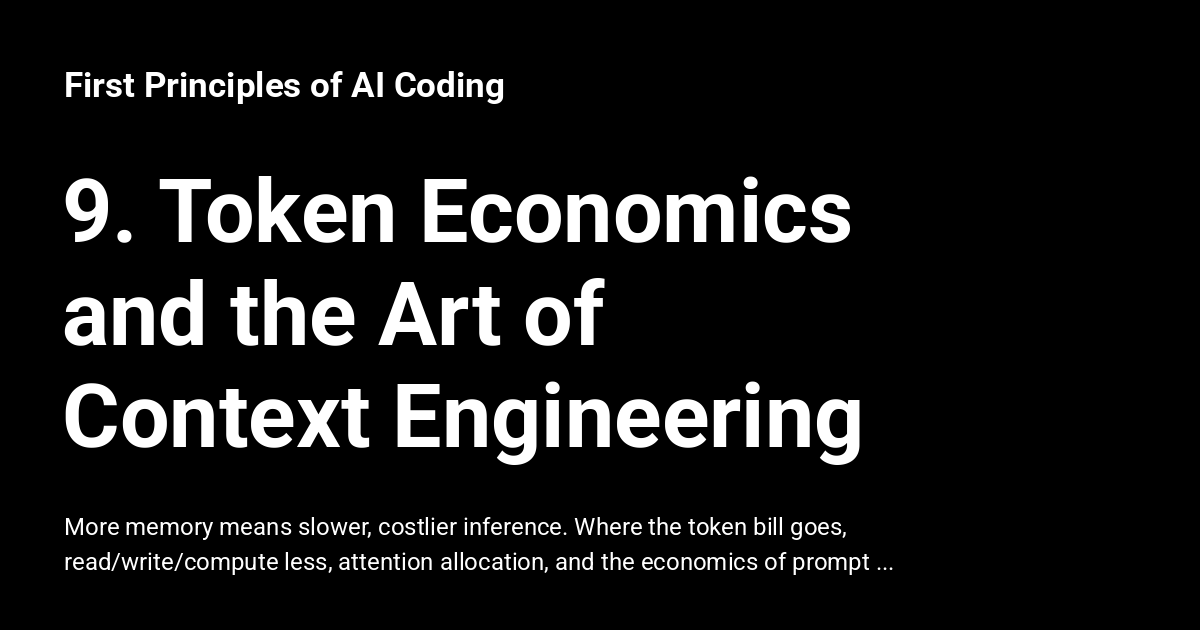 First Principles of AI Coding
9. Token Economics
and the Art of
Context Engineering
More memory means slower, costlier inference. Where the token bill goes,
read/write/compute less, attention allocation, and the economics of prompt ...